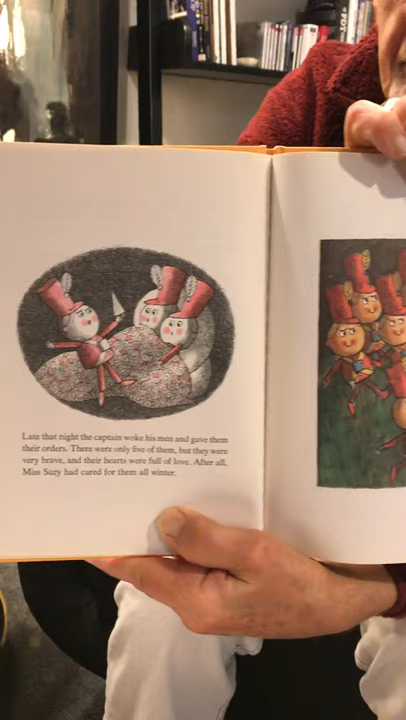 Late that night the captain woke his men and gave them
their orders. There were only five of them, but they were
very brave, and their hearts were full of love. After all,
Miss Suzy had cared for them all winter.